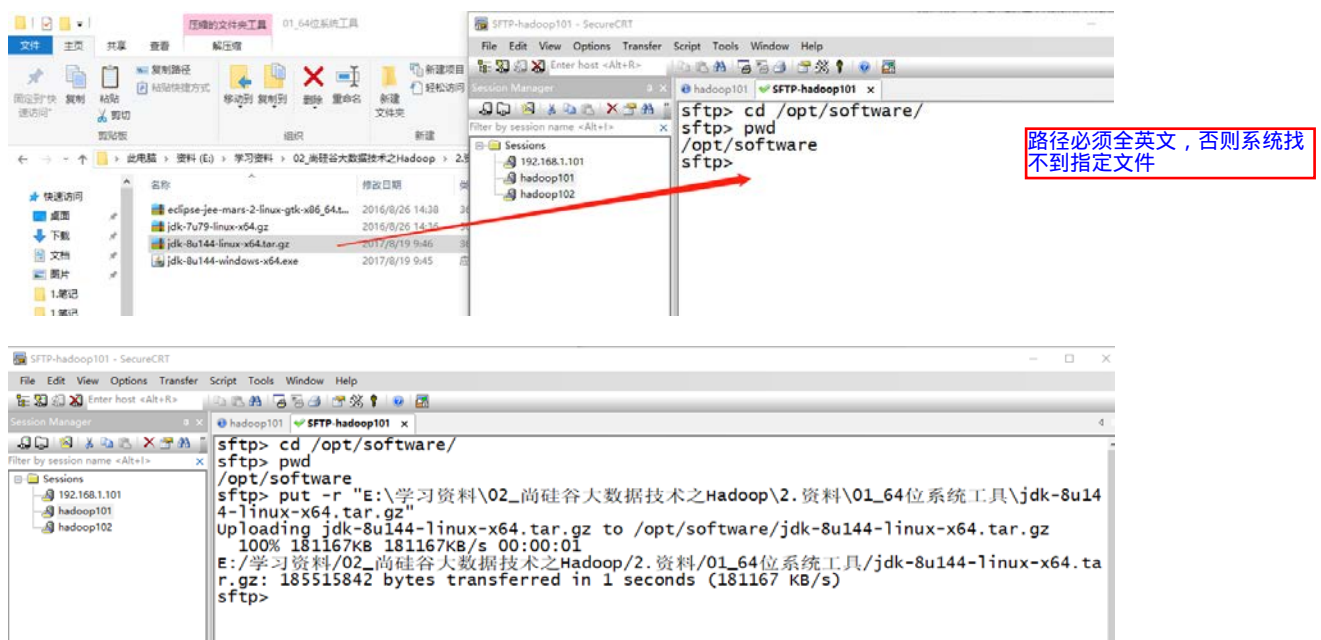 压缩的文件夹工具 01_64位系统工具
文件 主页 共享 查看 解压缩
固定到"快速访问" 复制 粘贴 复制路径 粘贴快捷方式 剪切 移动到 复制到 删除 重命名 新建文件夹 新建项目 轻松访问
剪贴板 组织 新建
此电脑 > 资料 (E:) > 学习资料 > 02_尚硅谷大数据技术之Hadoop >
名称 修改日期
快速访问
桌面
下载
文档
图片
1.笔记
1.笔记
eclipse-jee-mars-2-linux-gtk-x86_64.t... 2016/8/26 14:38
jdk-7u79-linux-x64.gz 2016/8/26 14:36
jdk-8u144-linux-x64.tar.gz 2017/8/19 9:46
jdk-8u144-windows-x64.exe 2017/8/19 9:45
SFTP-hadoop101 - SecureCRT
File Edit View Options Transfer Script Tools Window Help
Enter host <Alt+R>
Session Manager
hadoop101 SFTP-hadoop101 x
Filter by session name <Alt+I> x
Sessions
192.168.1.101
hadoop101
hadoop102
sftp> cd /opt/software/
sftp> pwd
/opt/software
sftp>
路径必须全英文，否则系统找
不到指定文件
SFTP-hadoop101 - SecureCRT
File Edit View Options Transfer Script Tools Window Help
Enter host <Alt+R>
Session Manager
hadoop101 SFTP-hadoop101 x
Filter by session name <Alt+I> x
Sessions
192.168.1.101
hadoop101
hadoop102
sftp> cd /opt/software/
sftp> pwd
/opt/software
sftp> put -r "E:\学习资料\02_尚硅谷大数据技术之Hadoop\2.资料\01_64位系统工具\jdk-8u14
4-linux-x64.tar.gz"
Uploading jdk-8u144-linux-x64.tar.gz to /opt/software/jdk-8u144-linux-x64.tar.gz
100% 181167KB 181167KB/s 00:00:01
E:/学习资料/02_尚硅谷大数据技术之Hadoop/2.资料/01_64位系统工具/jdk-8u144-linux-x64.ta
r.gz: 185515842 bytes transferred in 1 seconds (181167 KB/s)
sftp>